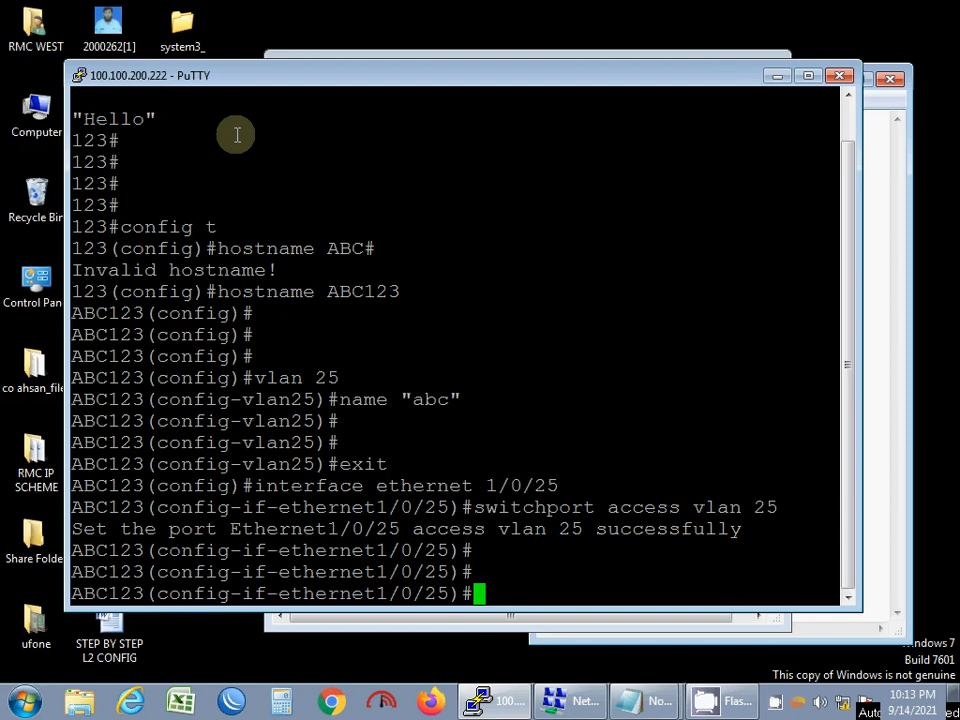 RMC WEST
2000262[1]
system3_
Computer
Recycle Bin
Control Pan
co ahsan_file
RMC IP
SCHEME
Share Folde
ufone
STEP BY STEP
L2 CONFIG
100.100.200.222 - PuTTY
"Hello"
123#
123#
123#
123#
123#config t
123(config)#hostname ABC#
Invalid hostname!
123(config)#hostname ABC123
ABC123(config)#
ABC123(config)#
ABC123(config)#
ABC123(config)#vlan 25
ABC123(config-vlan25)#name "abc"
ABC123(config-vlan25)#
ABC123(config-vlan25)#
ABC123(config-vlan25)#exit
ABC123(config)#interface ethernet 1/0/25
ABC123(config-if-ethernet1/0/25)#switchport access vlan 25
Set the port Ethernet1/0/25 access vlan 25 successfully
ABC123(config-if-ethernet1/0/25)#
ABC123(config-if-ethernet1/0/25)#
ABC123(config-if-ethernet1/0/25)#
Windows 7
Build 7601
This copy of Windows is not genuine
100....
Net...
No...
Flas...
10:13 PM
9/14/2021